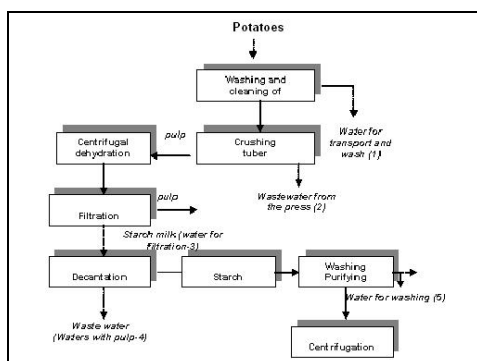 Potatoes
Washing and
cleaning of
Water for
transport and
wash (1)
pulp
Centrifugal
dehydration
Crushing
tuber
Wastewater from
the press (2)
pulp
Filtration
Starch milk (water for
filtration-3)
Decantation
Starch
Washing
Purifying
Water for washing (5)
Waste water
(Waters with pulp-4)
Centrifugation